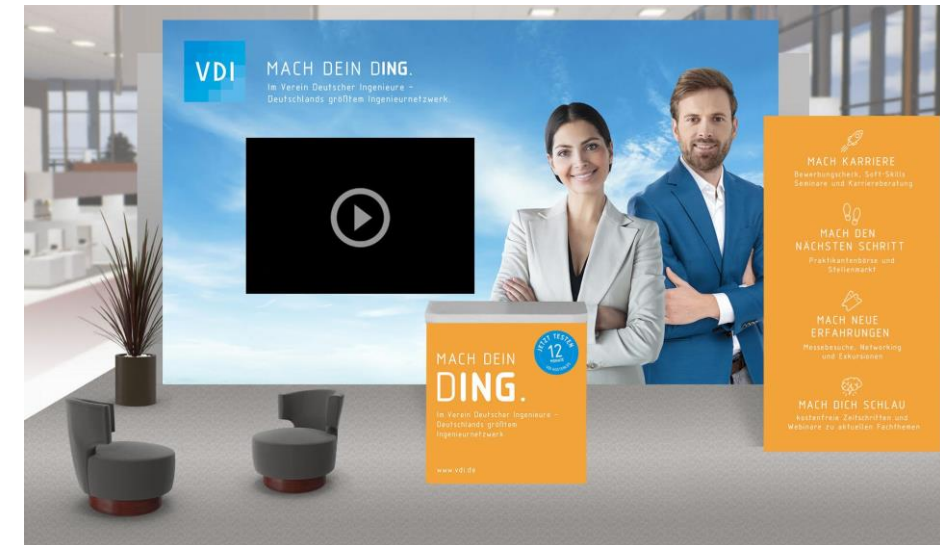 VDI
MACH DEIN DING.
Im Verein Deutscher Ingenieure –
Deutschlands größtem Ingenieurnetzwerk.
MACH KARRIERE
Bewerbungscheck, Soft-Skills
Seminare und Karriereberatung
MACH DEN
NÄCHSTEN SCHRITT
Praktikantenbörse und
Stellenmarkt
MACH NEUE
ERFAHRUNGEN
Messebesuche, Networking
und Exkursionen
MACH DICH SCHLAU
kostenfreie Zeitschriften und
Webinare zu aktuellen Fachthemen
MACH DEIN
DING.
Im Verein Deutscher Ingenieure –
Deutschlands größtem
Ingenieurnetzwerk
www.vdi.de
JETZT TESTEN
12